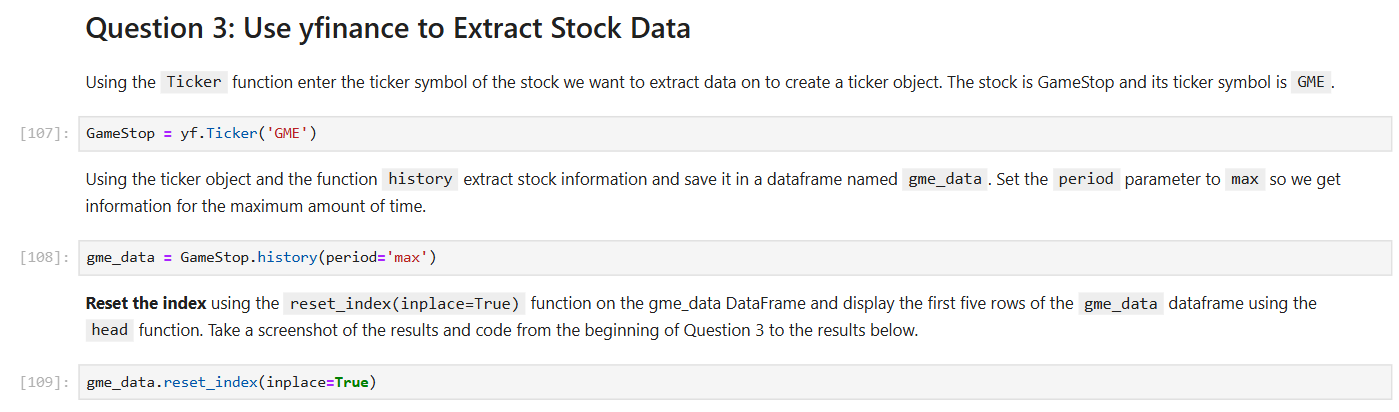 Question 3: Use yfinance to Extract Stock Data
Using the Ticker function enter the ticker symbol of the stock we want to extract data on to create a ticker object. The stock is GameStop and its ticker symbol is GME.
[107]: GameStop = yf.Ticker('GME')
Using the ticker object and the function history extract stock information and save it in a dataframe named gme_data. Set the period parameter to max so we get
information for the maximum amount of time.
[108]: gme_data = GameStop.history(period='max')
Reset the index using the reset_index(inplace=True) function on the gme_data DataFrame and display the first five rows of the gme_data dataframe using the
head function. Take a screenshot of the results and code from the beginning of Question 3 to the results below.
[109]: gme_data.reset_index(inplace=True)